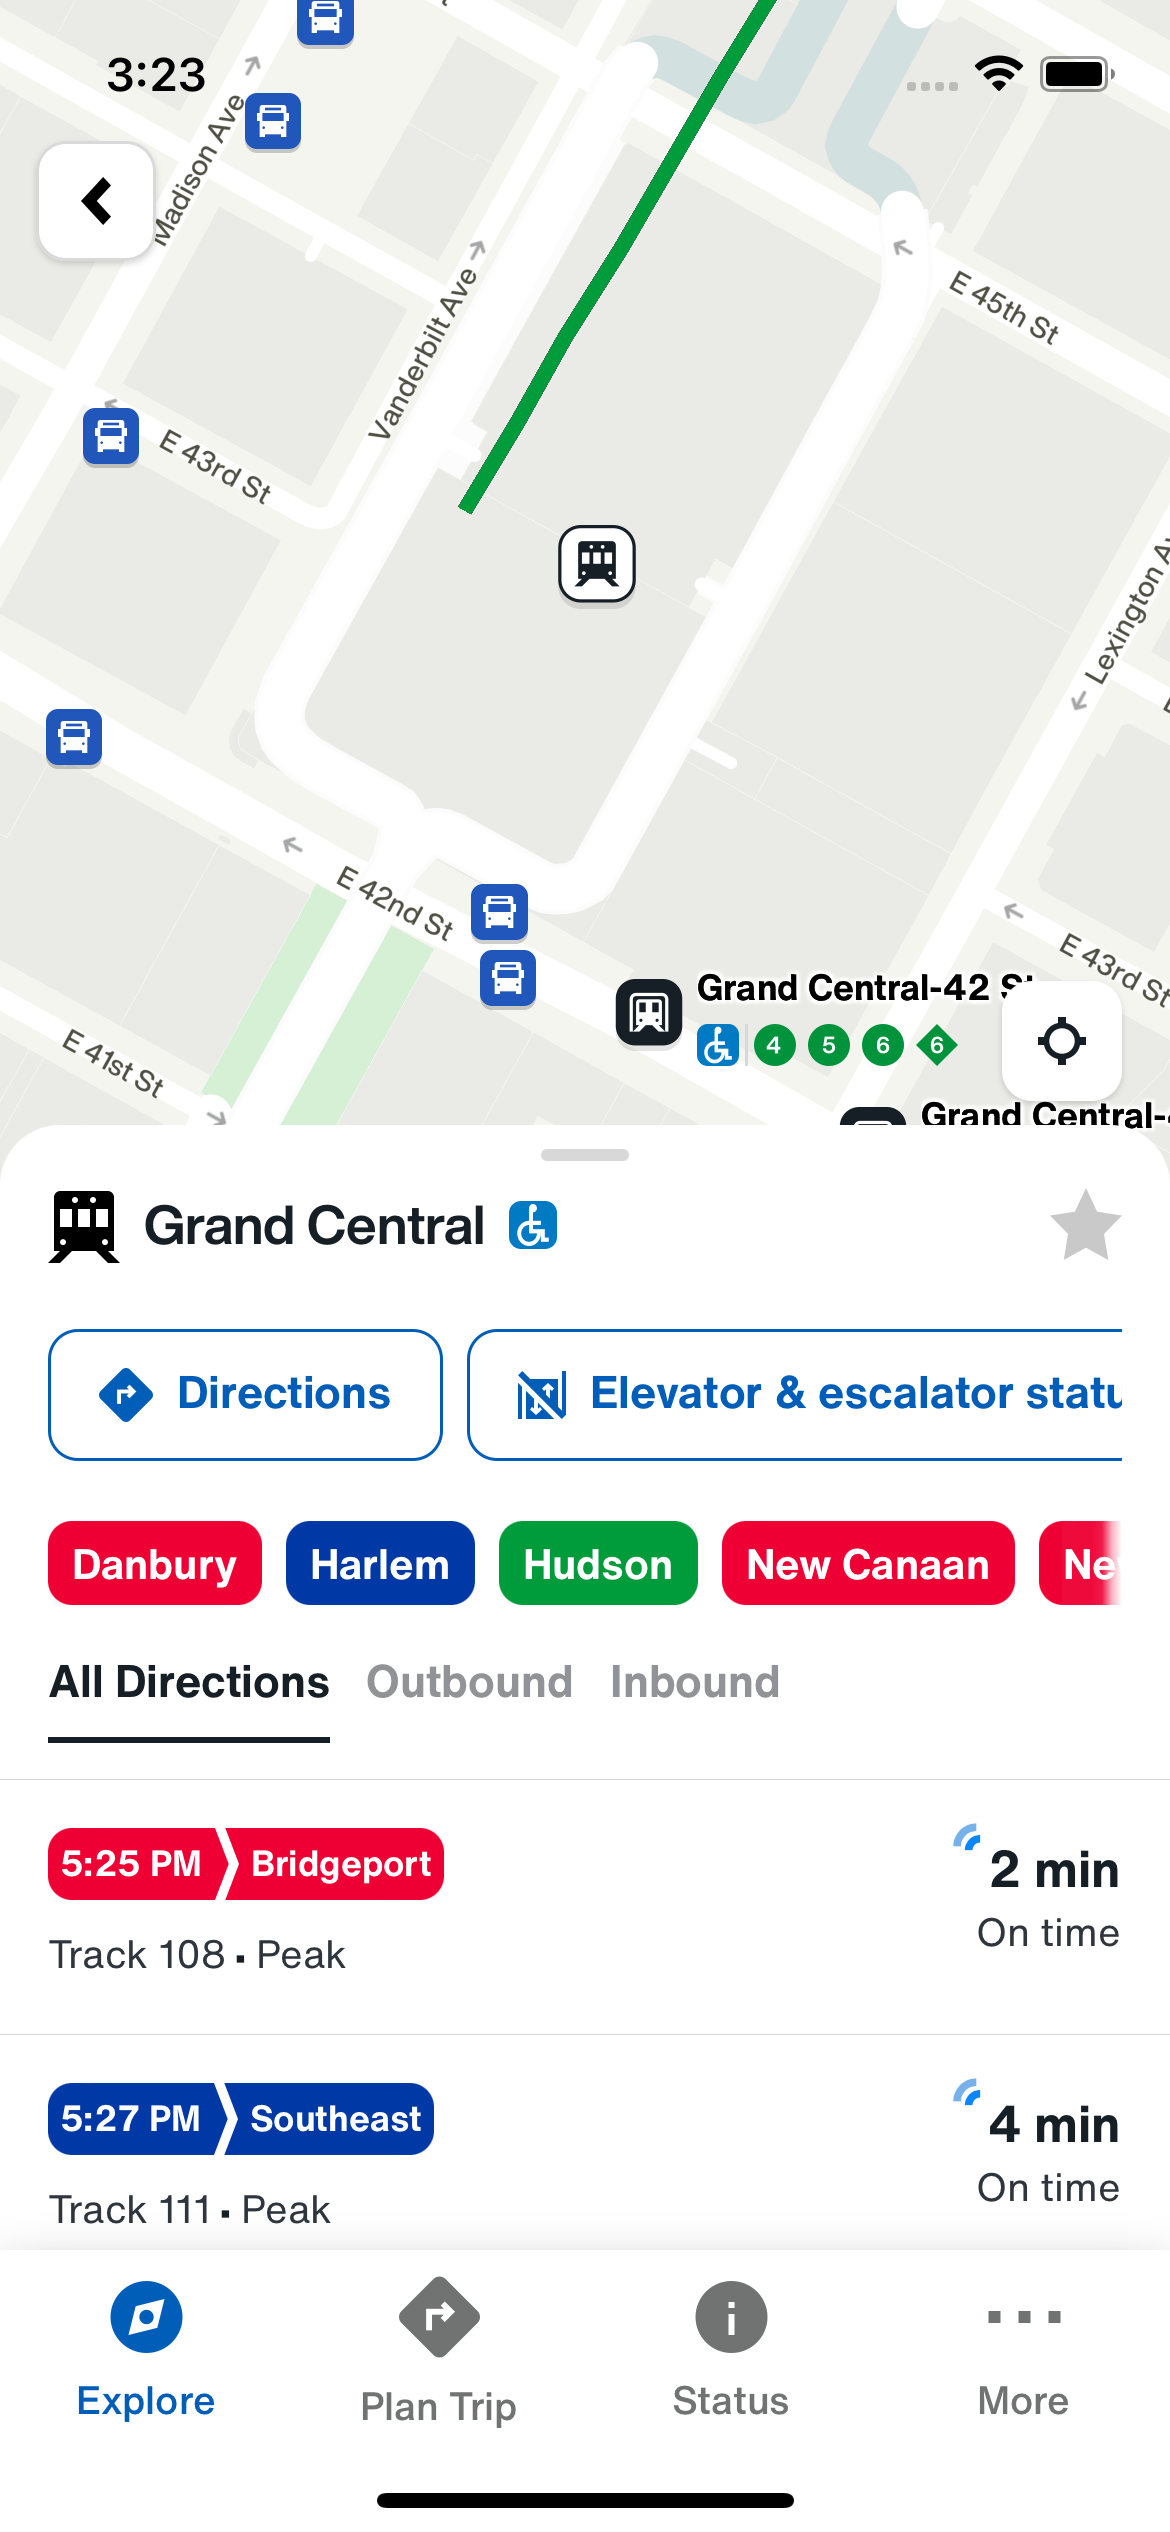 3:23
Madison Ave
Vanderbilt Ave
E 45th St
E 43rd St
Lexington
E 42nd St
E 43rd St
Grand Central-42 St
4 5 6 6
E 41st St
Grand Central-
Grand Central
Directions
Elevator & escalator statu
Danbury
Harlem
Hudson
New Canaan
Ne
All Directions
Outbound
Inbound
5:25 PM Bridgeport
2 min
On time
Track 108 • Peak
5:27 PM Southeast
4 min
On time
Track 111 • Peak
Explore
Plan Trip
Status
More